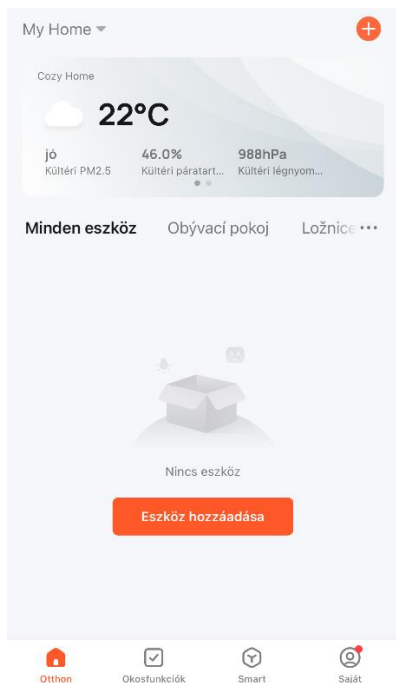 My Home
Cozy Home
22°C
jó 46.0% 988hPa
Kültéri PM2.5 Kültéri páratart... Kültéri légnyom...
Minden eszköz Obývací pokoj Ložnice
Nincs eszköz
Eszköz hozzáadása
Otthon Okosfunkciók Smart Saját